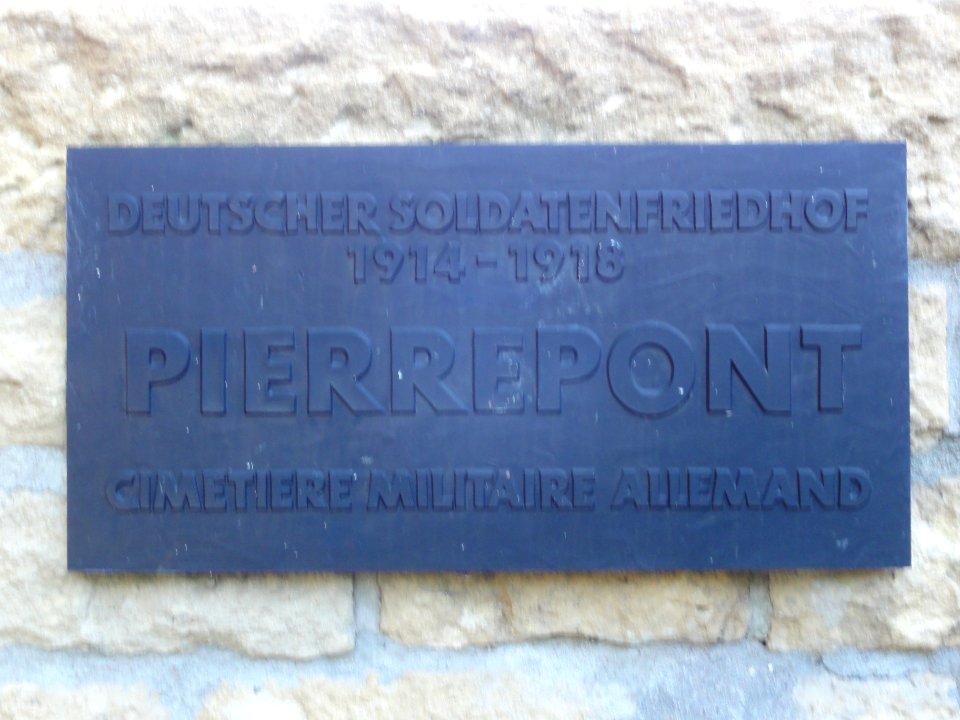 DEUTSCHER SOLDATENFRIEDHOF
1914-1918
PIERREPONT
CIMETIERE MILITAIRE ALLEMAND